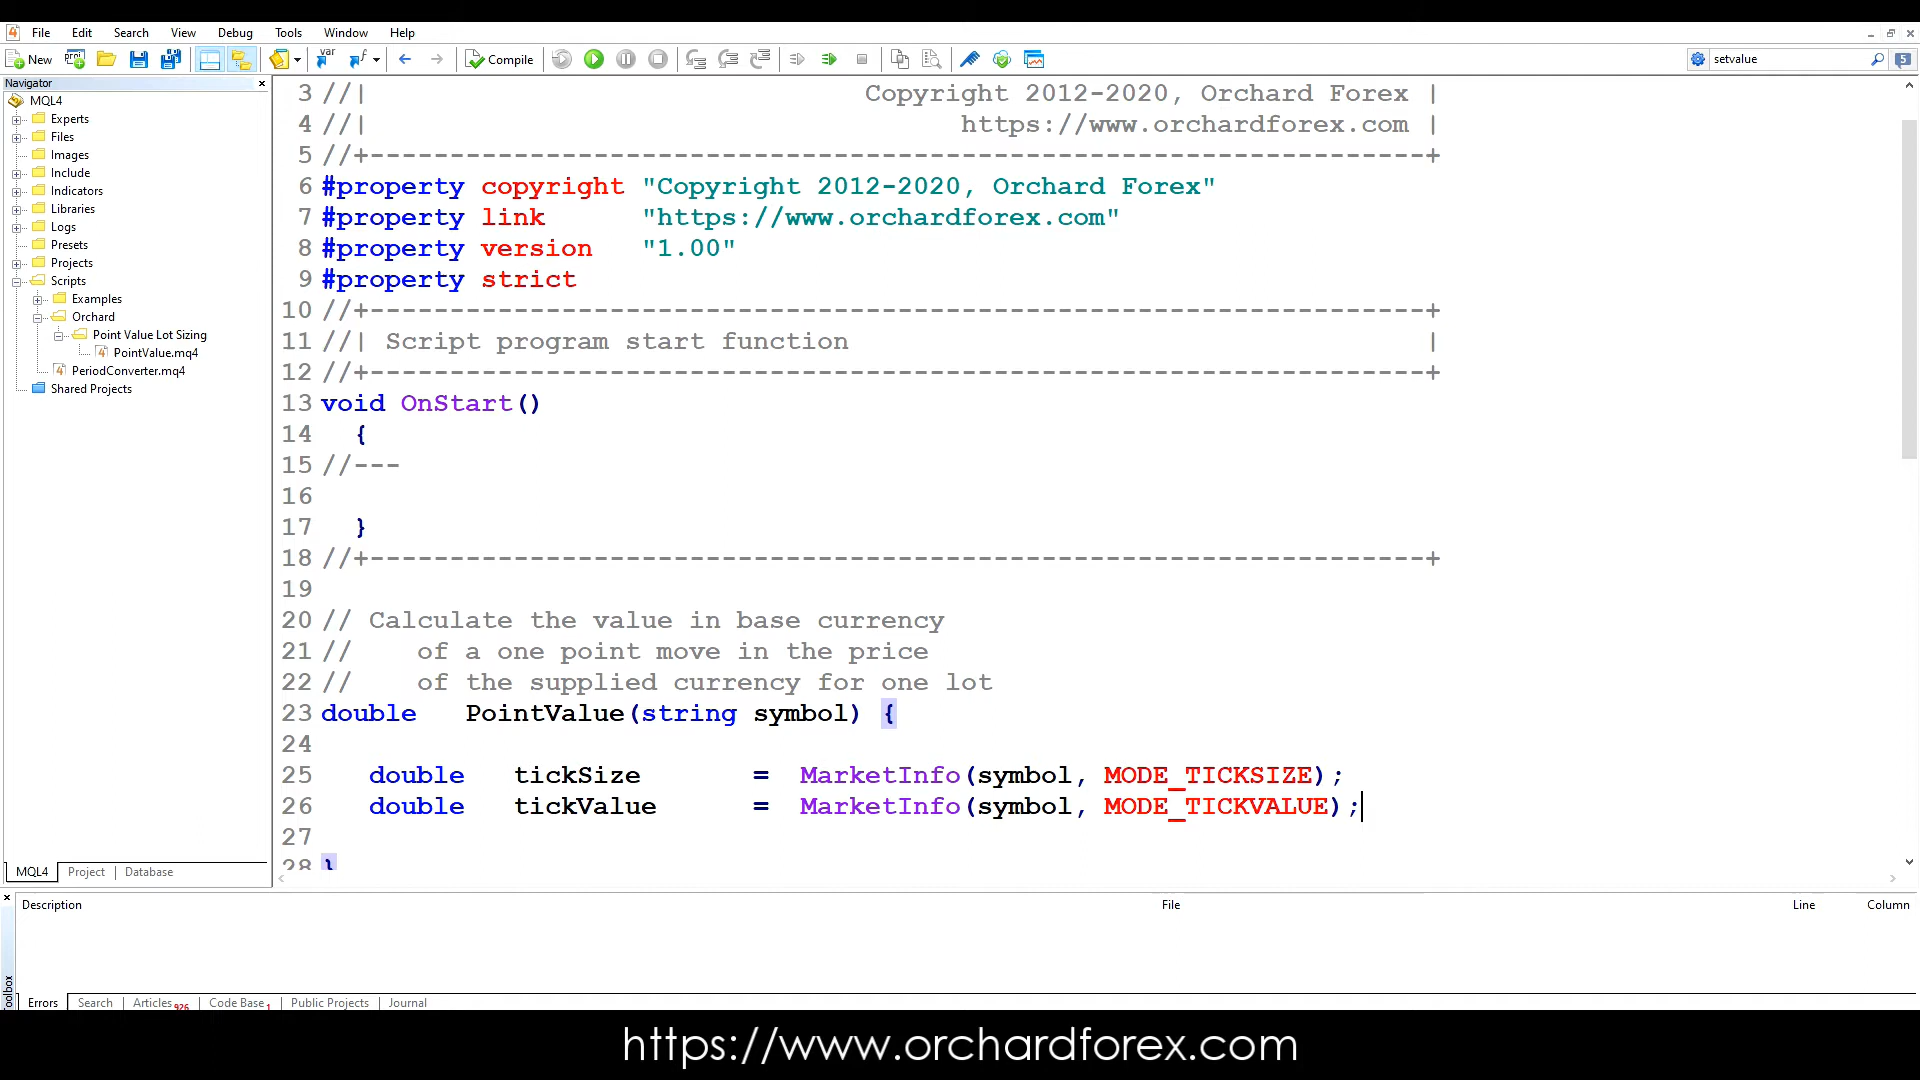 File Edit Search View Debug Tools Window Help
New Compile setvalue 5
Navigator
MQL4
Experts
Files
Images
Include
Indicators
Libraries
Logs
Presets
Projects
Scripts
Examples
Orchard
Point Value Lot Sizing
PointValue.mq4
PeriodConverter.mq4
Shared Projects
MQL4 Project Database
3 //| Copyright 2012-2020, Orchard Forex |
4 //| https://www.orchardforex.com |
5 //+------------------------------------------------------------------+
6 #property copyright "Copyright 2012-2020, Orchard Forex"
7 #property link "https://www.orchardforex.com"
8 #property version "1.00"
9 #property strict
10 //+------------------------------------------------------------------+
11 //| Script program start function |
12 //+------------------------------------------------------------------+
13 void OnStart()
14 {
15 //---
16
17 }
18 //+------------------------------------------------------------------+
19
20 // Calculate the value in base currency
21 // of a one point move in the price
22 // of the supplied currency for one lot
23 double PointValue(string symbol) {
24
25 double tickSize = MarketInfo(symbol, MODE_TICKSIZE);
26 double tickValue = MarketInfo(symbol, MODE_TICKVALUE);
27
28 }
Description File Line Column
Errors Search Articles 926 Code Base 1 Public Projects Journal
https://www.orchardforex.com